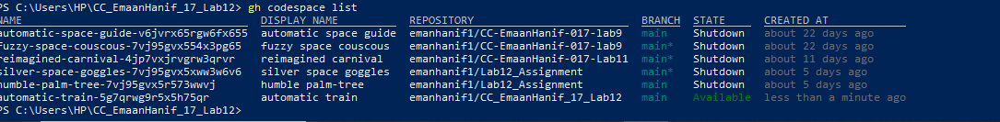 PS C:\Users\HP\CC_EmaanHanif_17_Lab12> gh codespace list
NAME DISPLAY NAME REPOSITORY BRANCH STATE CREATED AT
automatic-space-guide-v6jvrx65rgw6fx655 automatic space guide emanhanif1/CC-EmaanHanif-017-lab9 main Shutdown about 22 days ago
fuzzy-space-couscous-7vj95gvx554x3pg65 fuzzy space couscous emanhanif1/CC-EmaanHanif-017-lab9 main* Shutdown about 22 days ago
reimagined-carnival-4jp7vxjrvgrw3qrvr reimagined carnival emanhanif1/CC-EmaanHanif-017-Lab11 main* Shutdown about 11 days ago
silver-space-goggles-7vj95gvx5xww3w6v6 silver space goggles emanhanif1/Lab12_Assignment main* Shutdown about 5 days ago
humble-palm-tree-7vj95gvx5r573wwvj humble palm-tree emanhanif1/Lab12_Assignment main Shutdown about 5 days ago
automatic-train-5g7qrwg9r5x5h75qr automatic train emanhanif1/CC_EmaanHanif_17_Lab12 main Available less than a minute ago
PS C:\Users\HP\CC_EmaanHanif_17_Lab12>